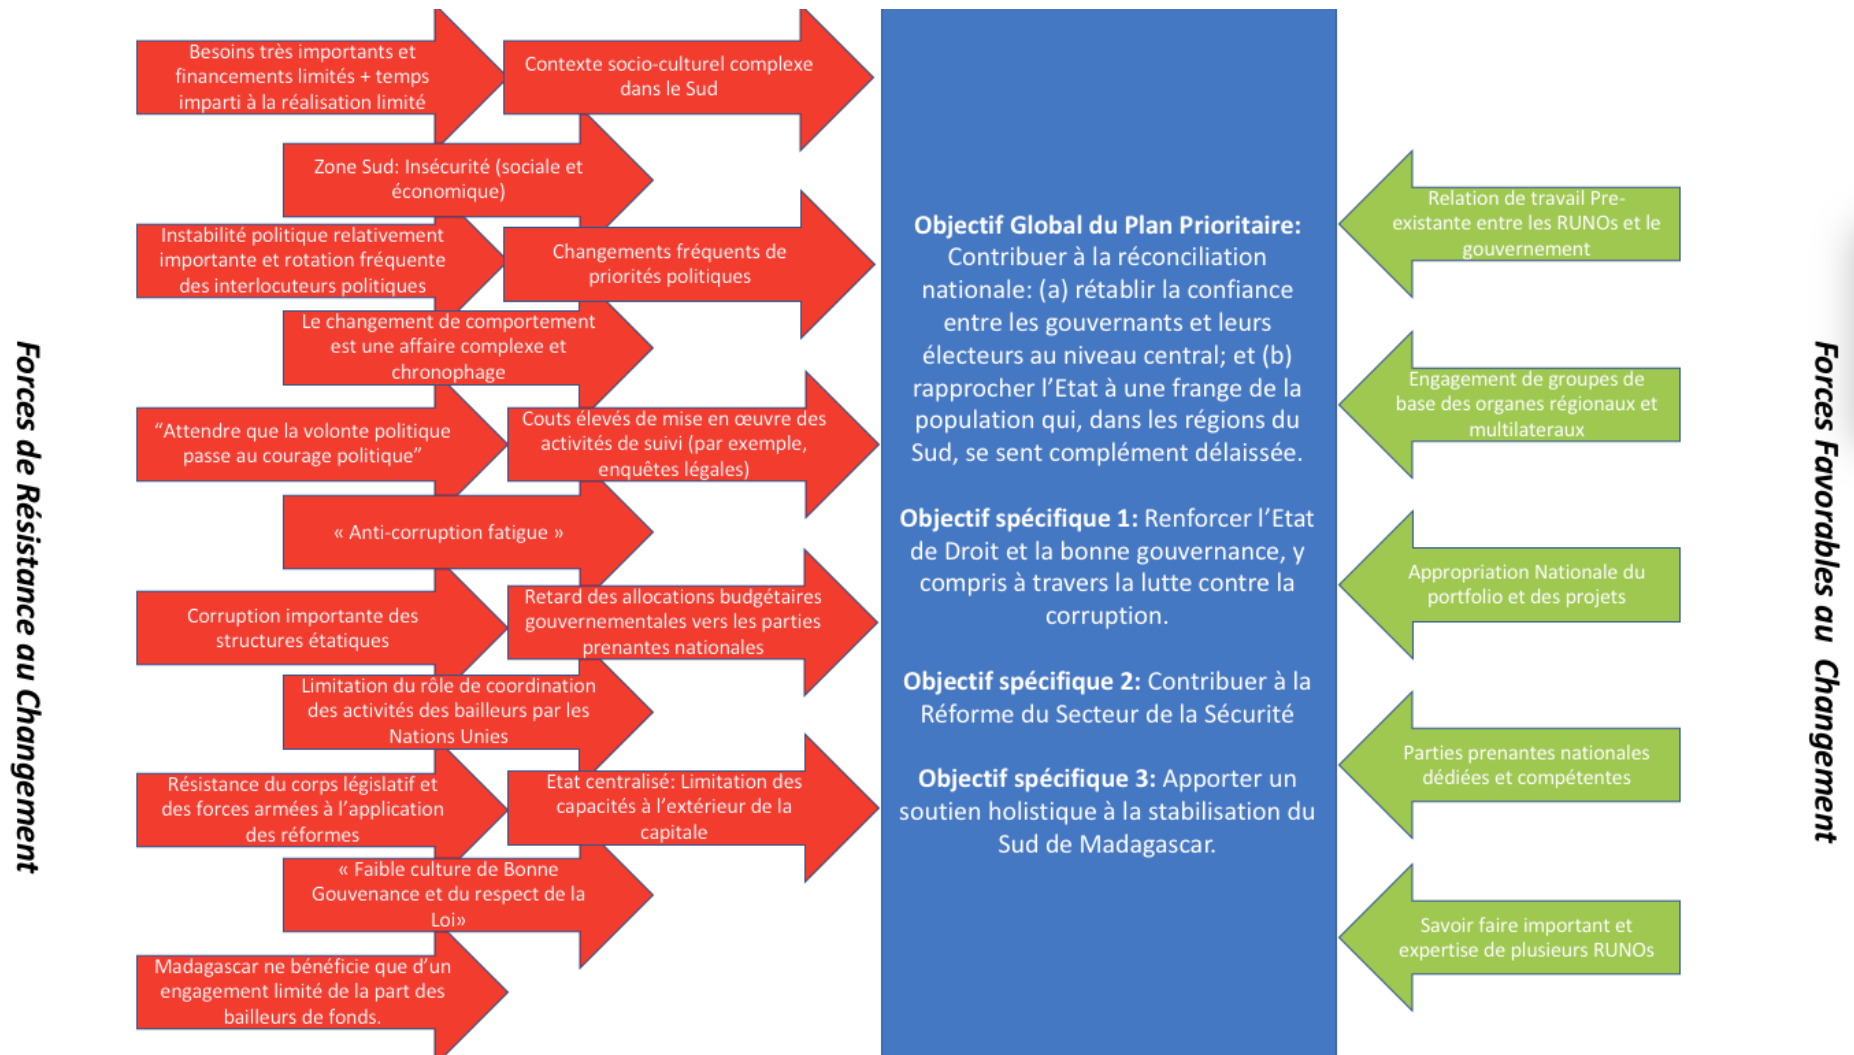 Forces de Résistance au Changement
Besoins très importants et
financements limités + temps
imparti à la réalisation limité
Contexte socio-culturel complexe
dans le Sud
Zone Sud: Insécurité (sociale et
économique)
Instabilité politique relativement
importante et rotation fréquente
des interlocuteurs politiques
Changements fréquents de
priorités politiques
Le changement de comportement
est une affaire complexe et
chronophage
“Attendre que la volonte politique
passe au courage politique”
Couts élevés de mise en œuvre des
activités de suivi (par exemple,
enquêtes légales)
« Anti-corruption fatigue »
Corruption importante des
structures étatiques
Retard des allocations budgétaires
gouvernementales vers les parties
prenantes nationales
Limitation du rôle de coordination
des activités des bailleurs par les
Nations Unies
Résistance du corps législatif et
des forces armées à l’application
des réformes
Etat centralisé: Limitation des
capacités à l’extérieur de la
capitale
« Faible culture de Bonne
Gouvenance et du respect de la
Loi»
Madagascar ne bénéficie que d’un
engagement limité de la part des
bailleurs de fonds.
Objectif Global du Plan Prioritaire:
Contribuer à la réconciliation
nationale: (a) rétablir la confiance
entre les gouvernants et leurs
électeurs au niveau central; et (b)
rapprocher l’Etat à une frange de la
population qui, dans les régions du
Sud, se sent complément délaissée.
Objectif spécifique 1: Renforcer l’Etat
de Droit et la bonne gouvernance, y
compris à travers la lutte contre la
corruption.
Objectif spécifique 2: Contribuer à la
Réforme du Secteur de la Sécurité
Objectif spécifique 3: Apporter un
soutien holistique à la stabilisation du
Sud de Madagascar.
Relation de travail Pre-
existante entre les RUNOs et le
gouvernement
Engagement de groupes de
base des organes régionaux et
multilateraux
Appropriation Nationale du
portfolio et des projets
Parties prenantes nationales
dédiées et compétentes
Savoir faire important et
expertise de plusieurs RUNOs
Forces Favorables au Changement